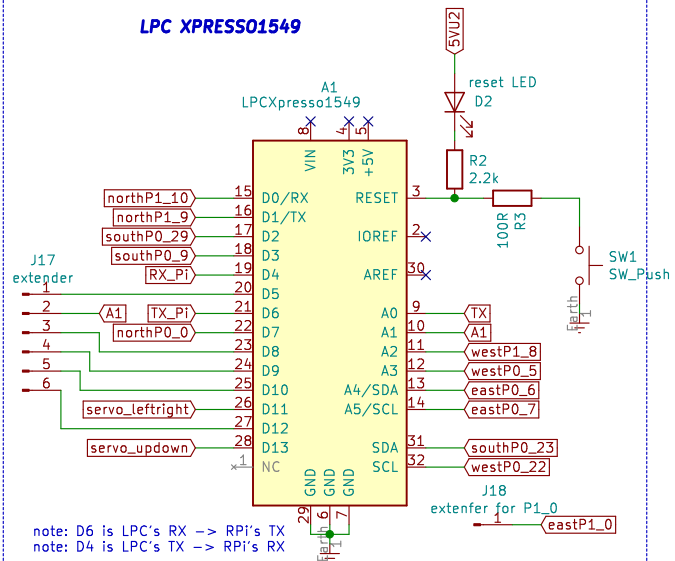 LPC XPRESSO1549
5VU2
reset LED
D2
A1
LPCXpresso1549
8
4
5
VIN
3V3
+5V
R2
2.2k
northP1_10
15
D0/RX
RESET
3
northP1_9
16
D1/TX
100R
R3
southP0_29
17
D2
IOREF
2
southP0_9
18
D3
SW1
SW_Push
J17
extender
RX_Pi
19
D4
AREF
30
1
20
D5
2
A1
TX_Pi
21
D6
A0
9
TX
Earth
1
3
northP0_0
22
D7
A1
10
A1
4
23
D8
A2
11
westP1_8
5
24
D9
A3
12
westP0_5
6
25
D10
A4/SDA
13
eastP0_6
servo_leftright
26
D11
A5/SCL
14
eastP0_7
27
D12
servo_updown
28
D13
SDA
31
southP0_23
1
NC
SCL
32
westP0_22
GND
GND
GND
29
6
7
J18
extenfer for P1_0
1
eastP1_0
Earth
1
note: D6 is LPC's RX -> RPi's TX
note: D4 is LPC's TX -> RPi's RX